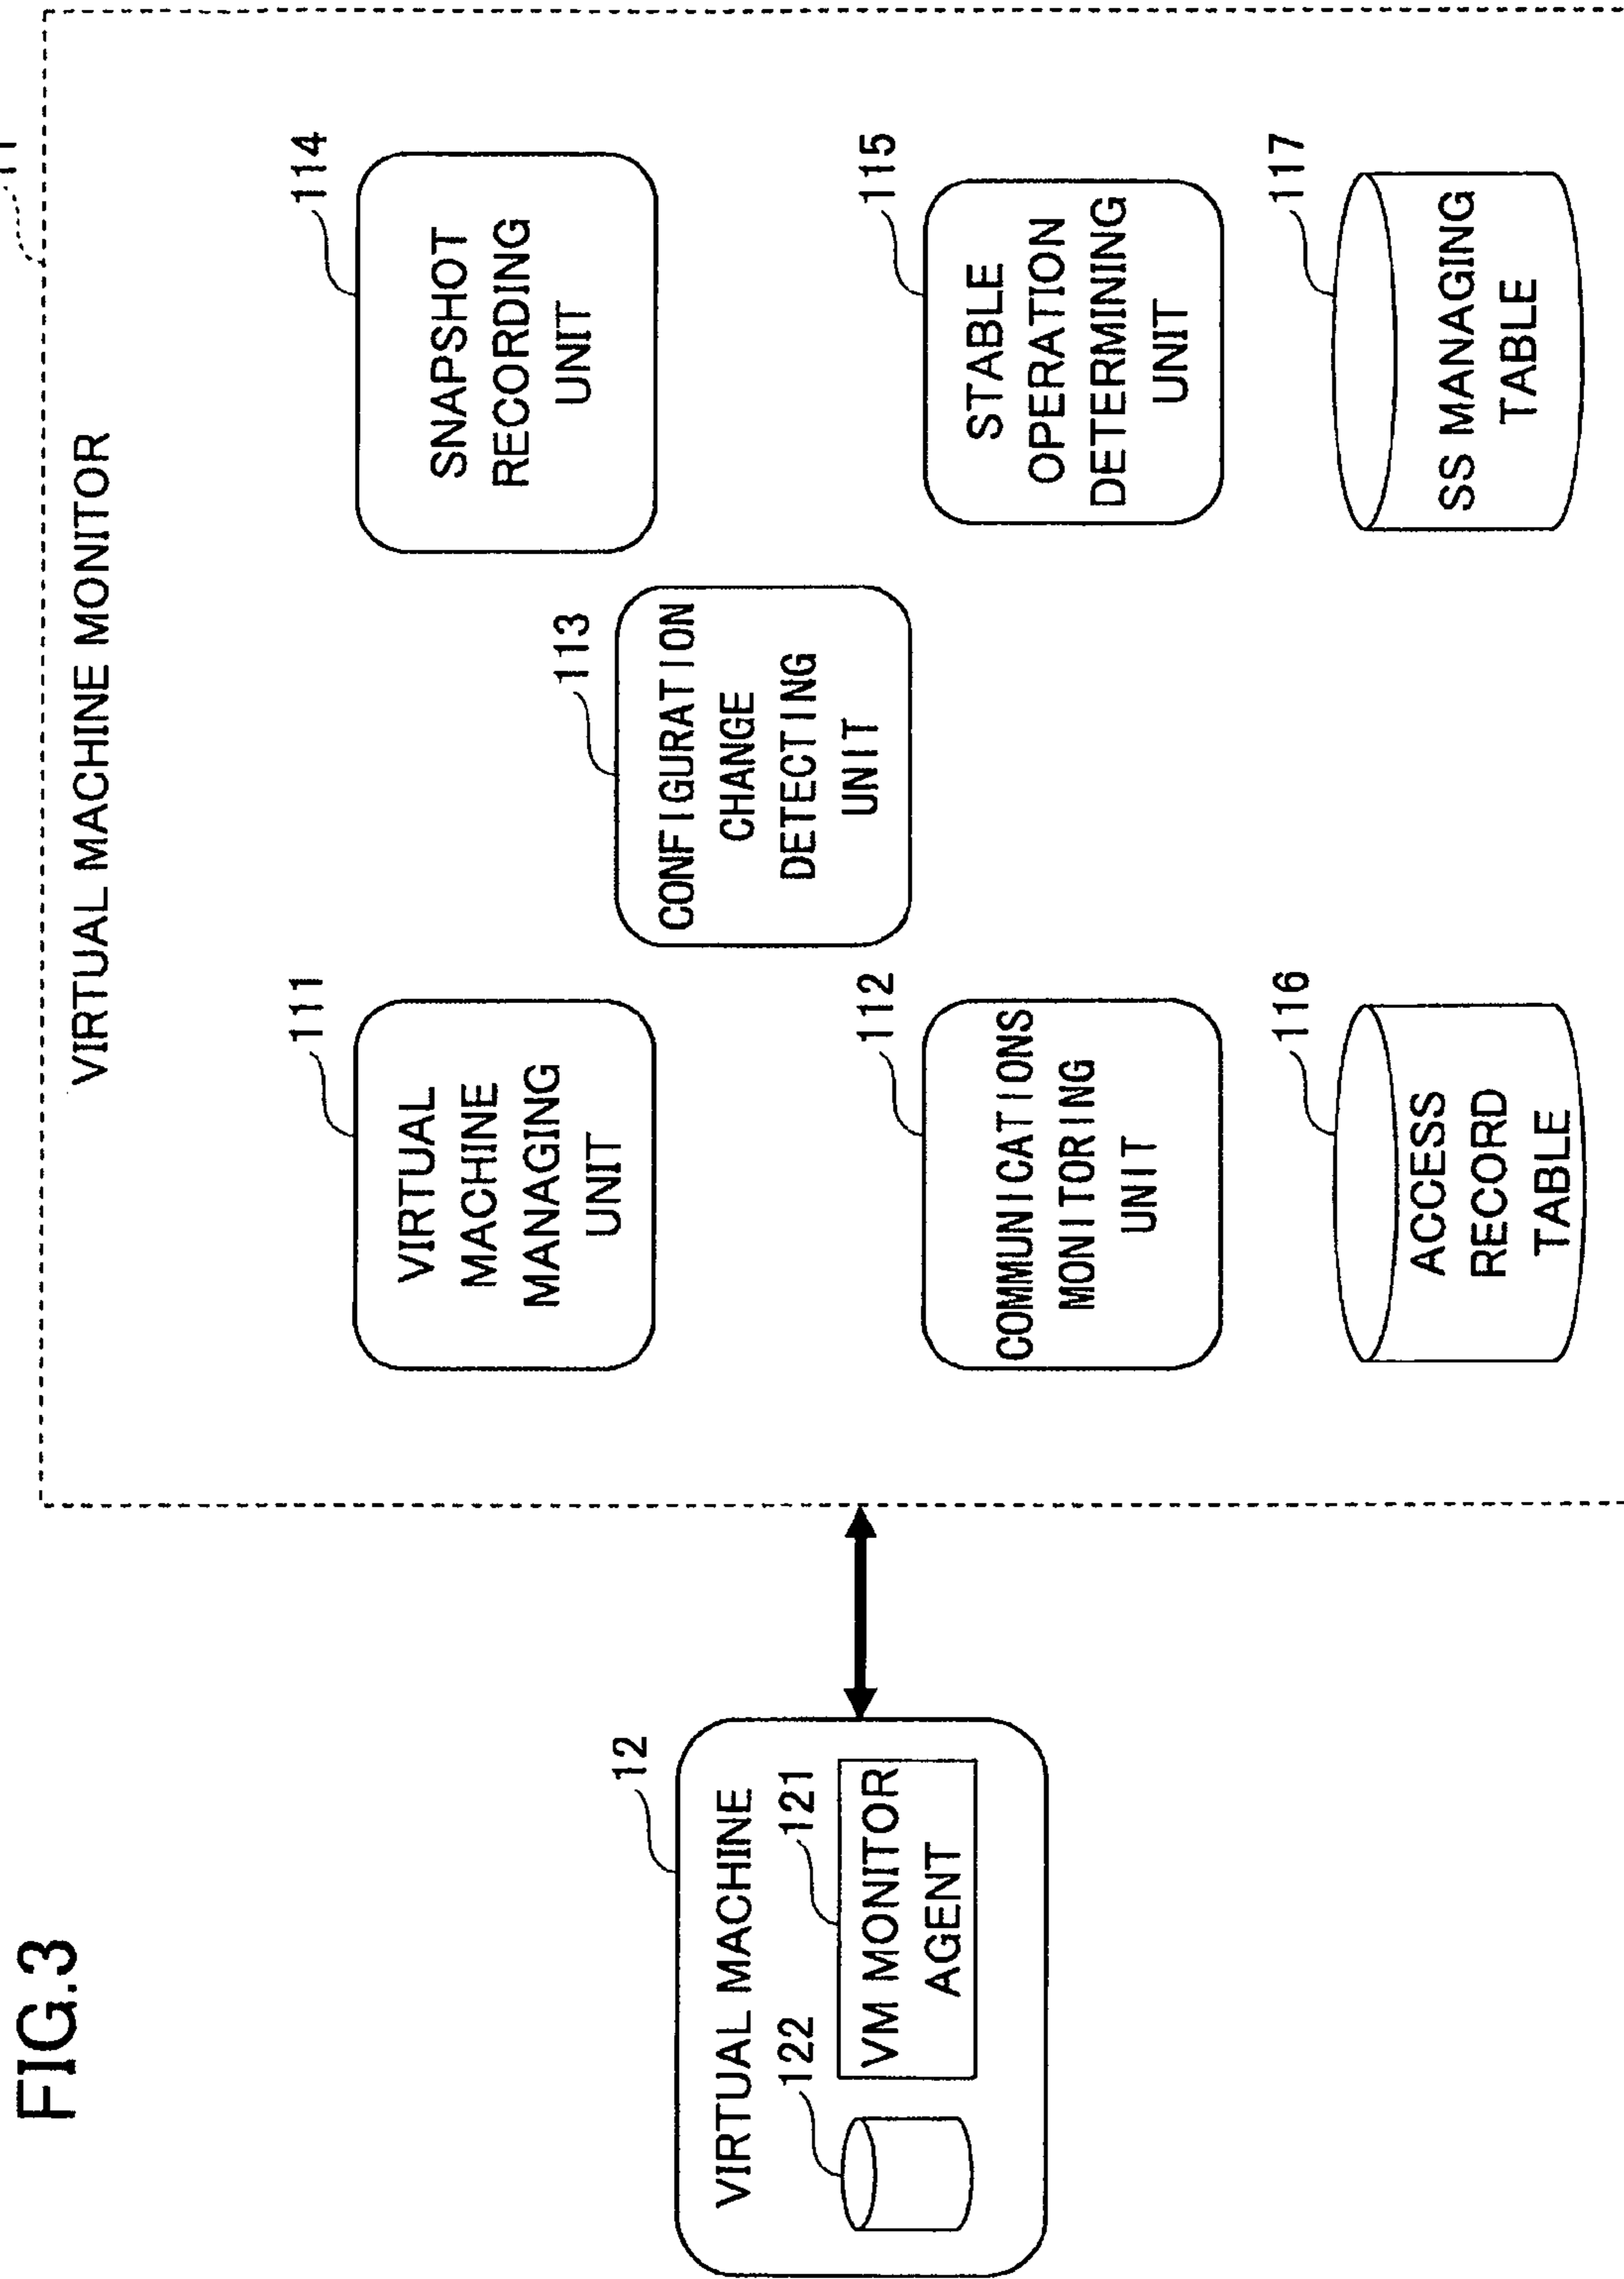 FIG.3
11
VIRTUAL MACHINE MONITOR
12
VIRTUAL MACHINE
122
121
VM MONITOR
AGENT
111
VIRTUAL
MACHINE
MANAGING
UNIT
114
SNAPSHOT
RECORDING
UNIT
113
CONFIGURATION
CHANGE
DETECTING
UNIT
112
COMMUNICATIONS
MONITORING
UNIT
115
STABLE
OPERATION
DETERMINING
UNIT
116
ACCESS
RECORD
TABLE
117
SS MANAGING
TABLE